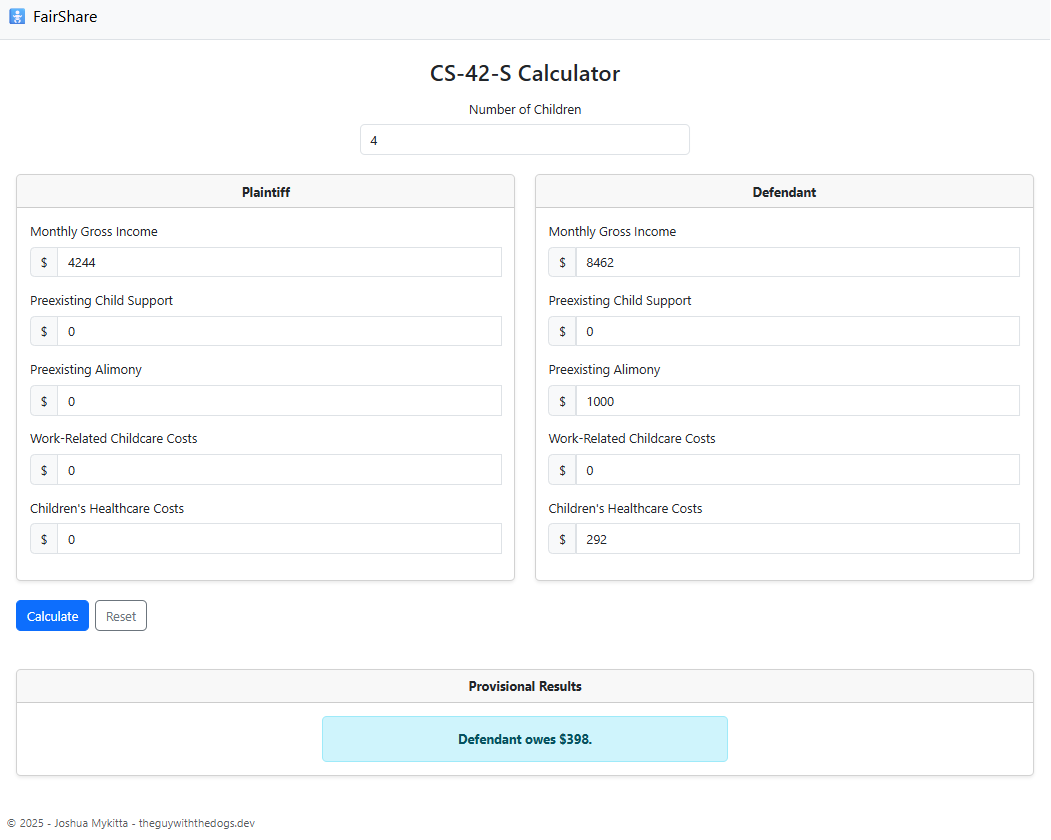 FairShare
CS-42-S Calculator
Number of Children
4
Plaintiff
Monthly Gross Income
$ 4244
Preexisting Child Support
$ 0
Preexisting Alimony
$ 0
Work-Related Childcare Costs
$ 0
Children's Healthcare Costs
$ 0
Defendant
Monthly Gross Income
$ 8462
Preexisting Child Support
$ 0
Preexisting Alimony
$ 1000
Work-Related Childcare Costs
$ 0
Children's Healthcare Costs
$ 292
Calculate Reset
Provisional Results
Defendant owes $398.
© 2025 - Joshua Mykitta - theguywiththedogs.dev